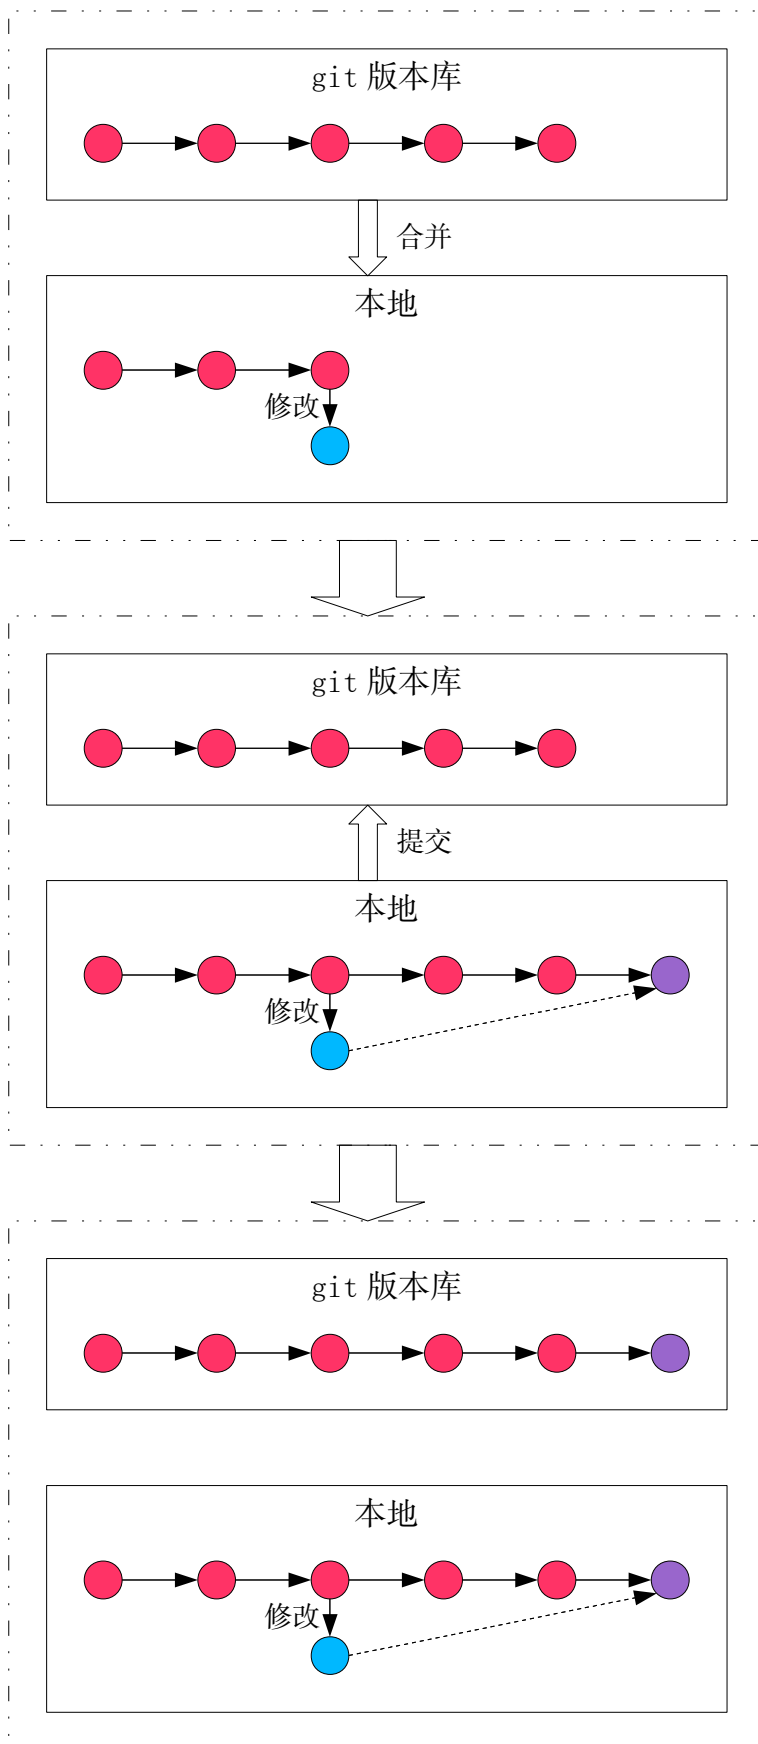 git 版本库
合并
本地
修改
git 版本库
提交
本地
修改
git 版本库
本地
修改